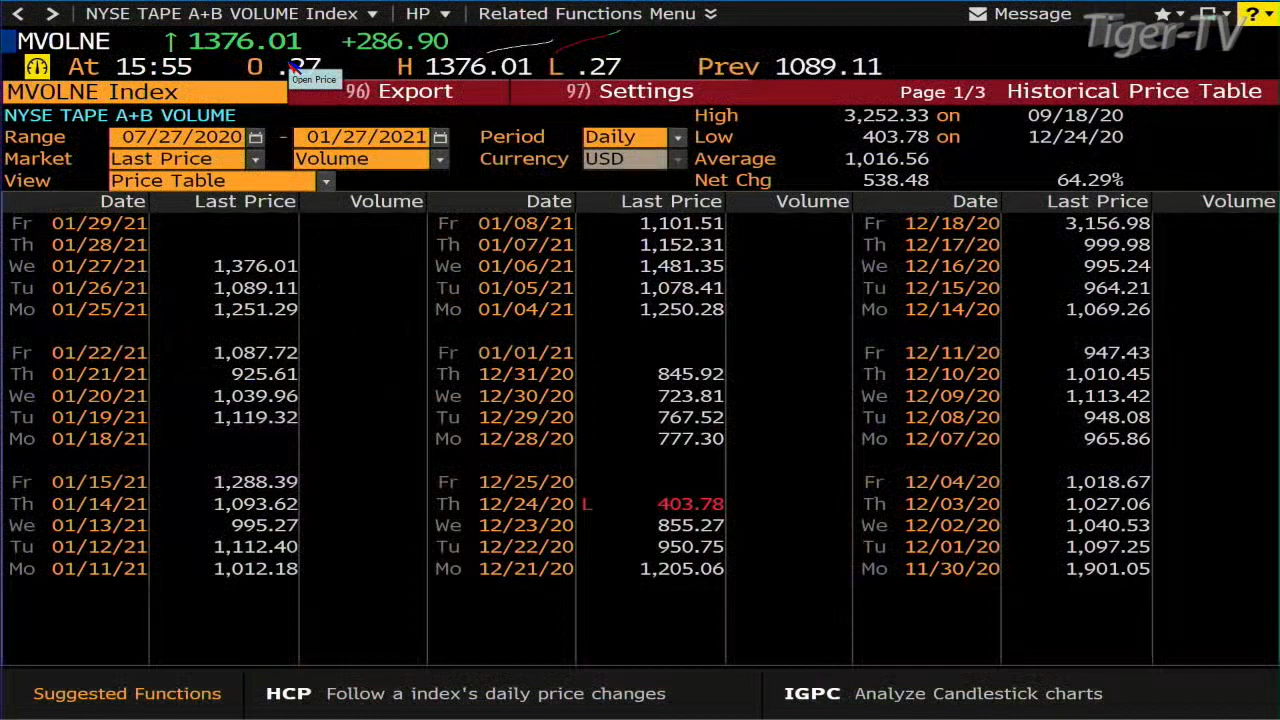 NYSE TAPE A+B VOLUME Index HP Related Functions Menu Message ?
Tiger-TV
MVOLNE ↑ 1376.01 +286.90
At 15:55 O .27 H 1376.01 L .27 Prev 1089.11
Open Price
MVOLNE Index 96) Export 97) Settings Page 1/3 Historical Price Table
NYSE TAPE A+B VOLUME High 3,252.33 on 09/18/20
Range 07/27/2020 - 01/27/2021 Period Daily Low 403.78 on 12/24/20
Market Last Price Volume Currency USD Average 1,016.56
View Price Table Net Chg 538.48 64.29%
Date Last Price Volume Date Last Price Volume Date Last Price Volume
Fr 01/29/21 Fr 01/08/21 1,101.51 Fr 12/18/20 3,156.98
Th 01/28/21 Th 01/07/21 1,152.31 Th 12/17/20 999.98
We 01/27/21 1,376.01 We 01/06/21 1,481.35 We 12/16/20 995.24
Tu 01/26/21 1,089.11 Tu 01/05/21 1,078.41 Tu 12/15/20 964.21
Mo 01/25/21 1,251.29 Mo 01/04/21 1,250.28 Mo 12/14/20 1,069.26
Fr 01/22/21 1,087.72 Fr 01/01/21 Fr 12/11/20 947.43
Th 01/21/21 925.61 Th 12/31/20 845.92 Th 12/10/20 1,010.45
We 01/20/21 1,039.96 We 12/30/20 723.81 We 12/09/20 1,113.42
Tu 01/19/21 1,119.32 Tu 12/29/20 767.52 Tu 12/08/20 948.08
Mo 01/18/21 Mo 12/28/20 777.30 Mo 12/07/20 965.86
Fr 01/15/21 1,288.39 Fr 12/25/20 Fr 12/04/20 1,018.67
Th 01/14/21 1,093.62 Th 12/24/20 L 403.78 Th 12/03/20 1,027.06
We 01/13/21 995.27 We 12/23/20 855.27 We 12/02/20 1,040.53
Tu 01/12/21 1,112.40 Tu 12/22/20 950.75 Tu 12/01/20 1,097.25
Mo 01/11/21 1,012.18 Mo 12/21/20 1,205.06 Mo 11/30/20 1,901.05
Suggested Functions HCP Follow a index's daily price changes IGPC Analyze Candlestick charts